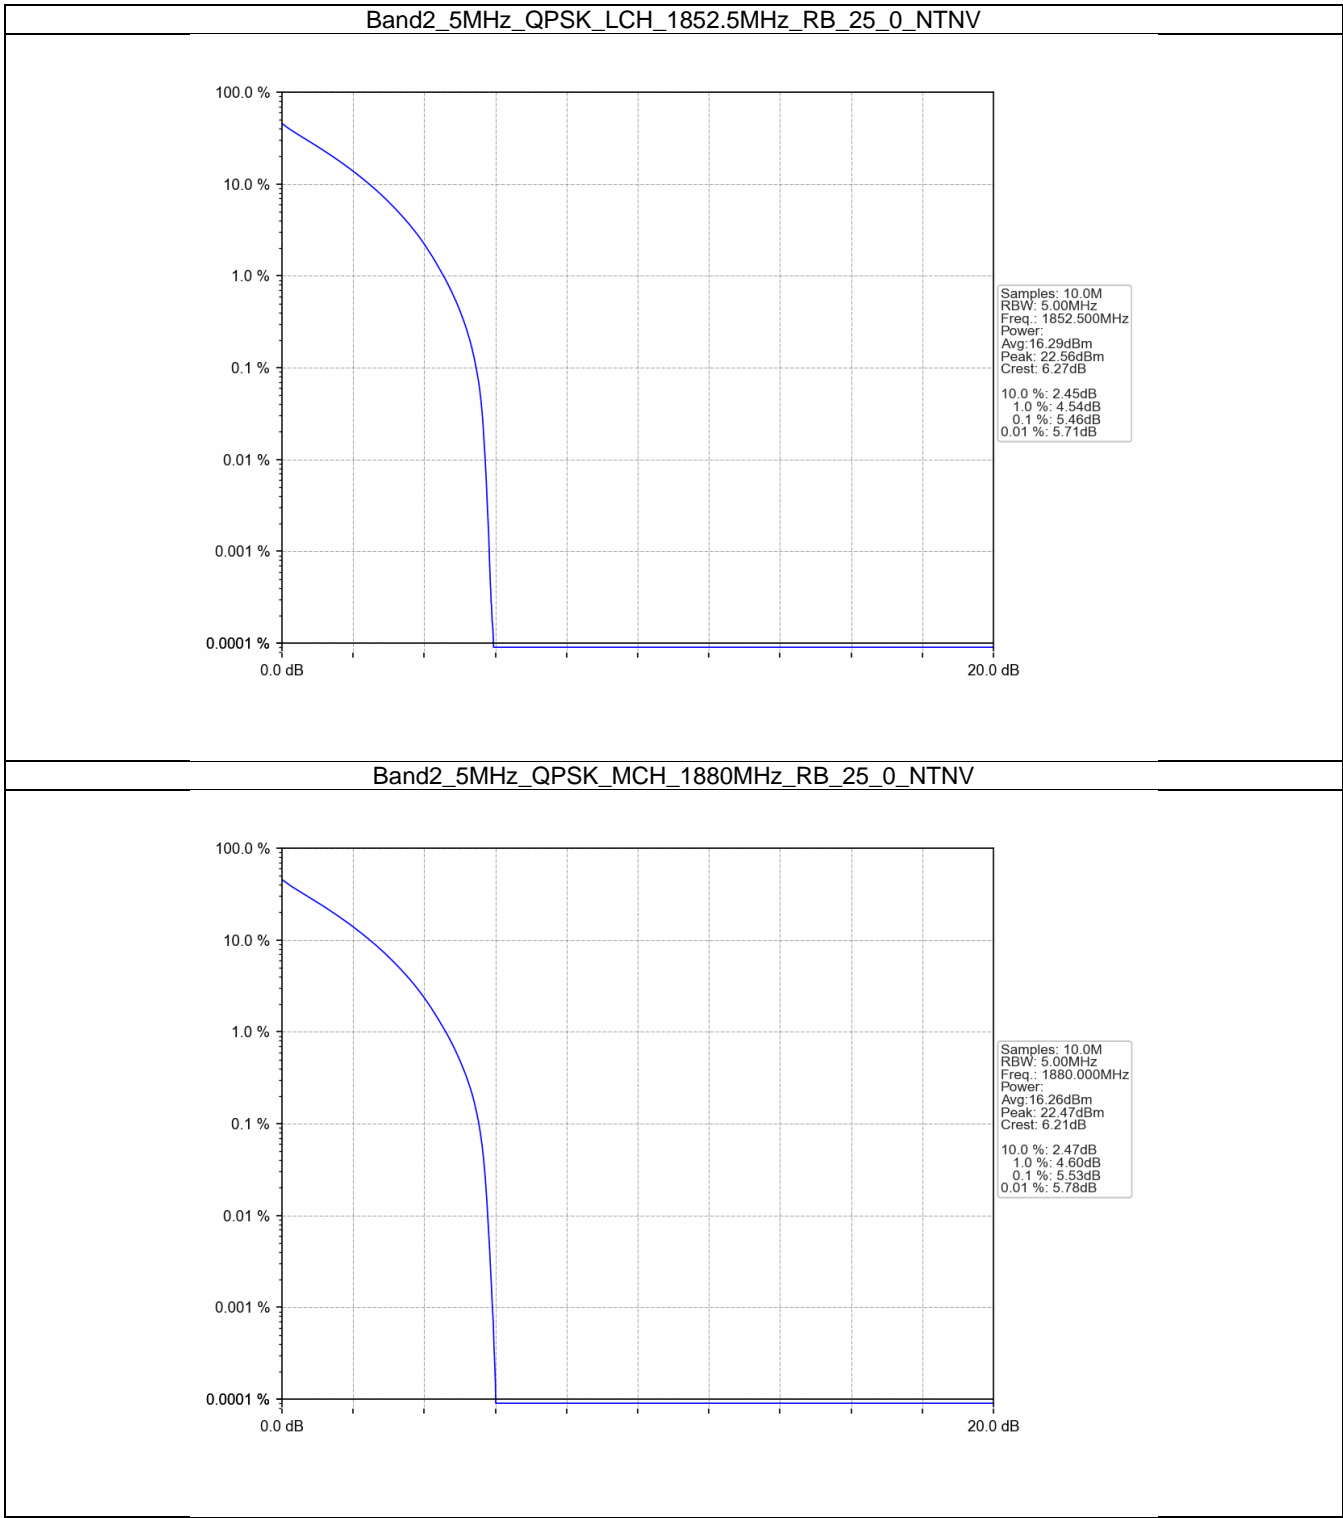 Band2_5MHz_QPSK_LCH_1852.5MHz_RB_25_0_NTNV
100.0 %
10.0 %
1.0 %
0.1 %
0.01 %
0.001 %
0.0001 %
0.0 dB
20.0 dB
Samples: 10.0M
RBW: 5.00MHz
Freq.: 1852.500MHz
Power:
Avg:16.29dBm
Peak: 22.56dBm
Crest: 6.27dB
10.0 %: 2.45dB
1.0 %: 4.54dB
0.1 %: 5.46dB
0.01 %: 5.71dB
Band2_5MHz_QPSK_MCH_1880MHz_RB_25_0_NTNV
100.0 %
10.0 %
1.0 %
0.1 %
0.01 %
0.001 %
0.0001 %
0.0 dB
20.0 dB
Samples: 10.0M
RBW: 5.00MHz
Freq.: 1880.000MHz
Power:
Avg:16.26dBm
Peak: 22.47dBm
Crest: 6.21dB
10.0 %: 2.47dB
1.0 %: 4.60dB
0.1 %: 5.53dB
0.01 %: 5.78dB